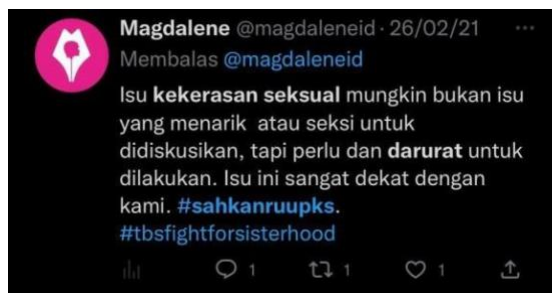 Magdalene @magdaleneid · 26/02/21 ...
Membalas @magdaleneid
Isu kekerasan seksual mungkin bukan isu
yang menarik atau seksi untuk
didiskusikan, tapi perlu dan darurat untuk
dilakukan. Isu ini sangat dekat dengan
kami. #sahkanruupks.
#tbsfightforsisterhood
1 1 1